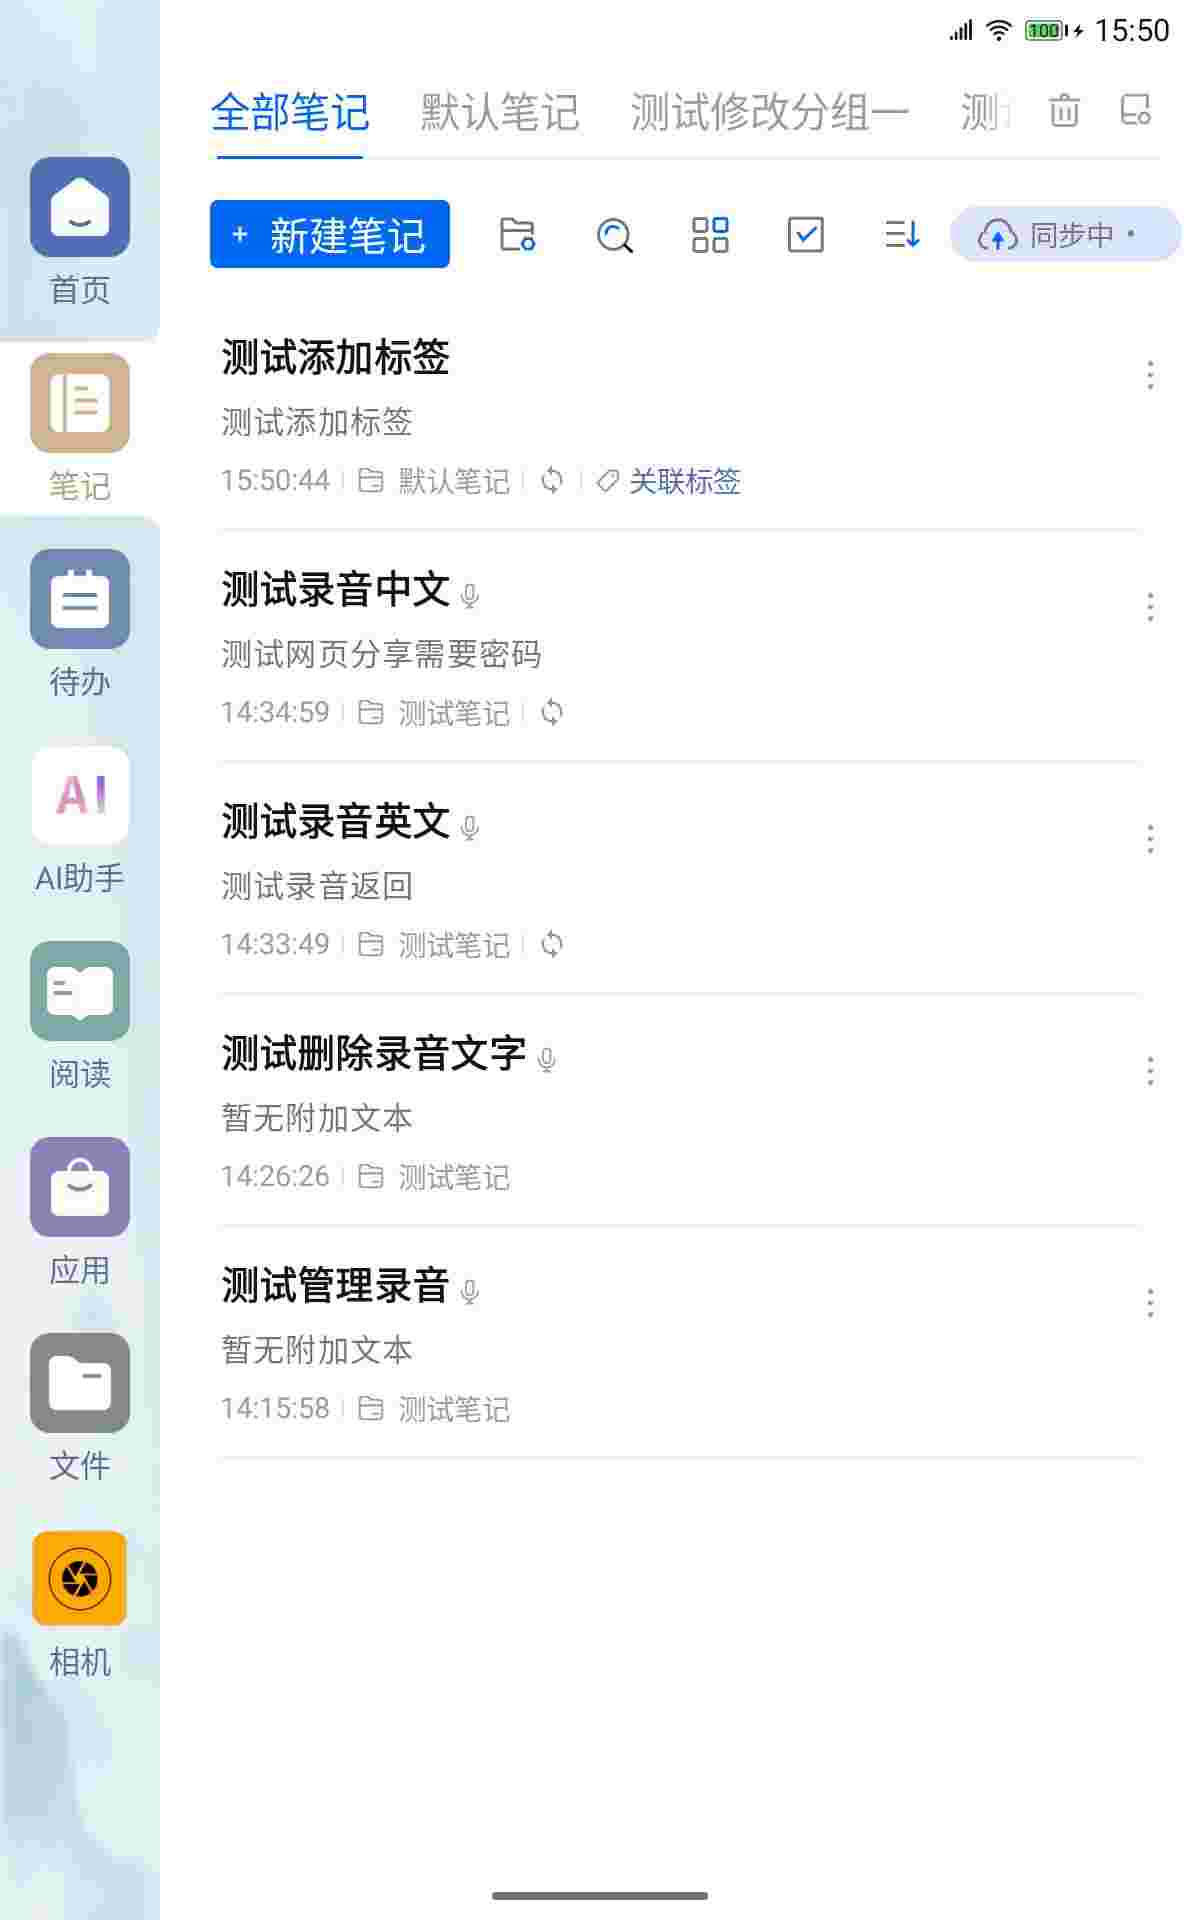 100 15:50
全部笔记 默认笔记 测试修改分组一 测
+ 新建笔记 同步中
首页
笔记
待办
AI
AI助手
阅读
应用
文件
相机
测试添加标签
测试添加标签
15:50:44 默认笔记 关联标签
测试录音中文
测试网页分享需要密码
14:34:59 测试笔记
测试录音英文
测试录音返回
14:33:49 测试笔记
测试删除录音文字
暂无附加文本
14:26:26 测试笔记
测试管理录音
暂无附加文本
14:15:58 测试笔记